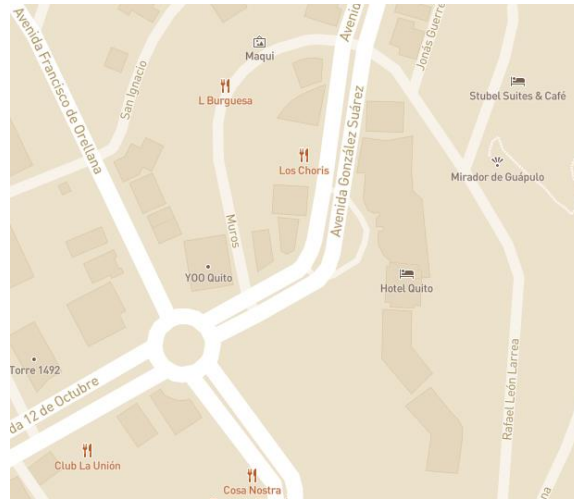 Avenida Francisco de Orellana
San Ignacio
Maqui
Avenid
Jonás Guerre
L Burguesa
Stubel Suites & Café
Los Choris
Avenida González Suárez
Mirador de Guápulo
Muros
YOO Quito
Hotel Quito
Torre 1492
da 12 de Octubre
Rafael León Larrea
Club La Unión
Cosa Nostra
na